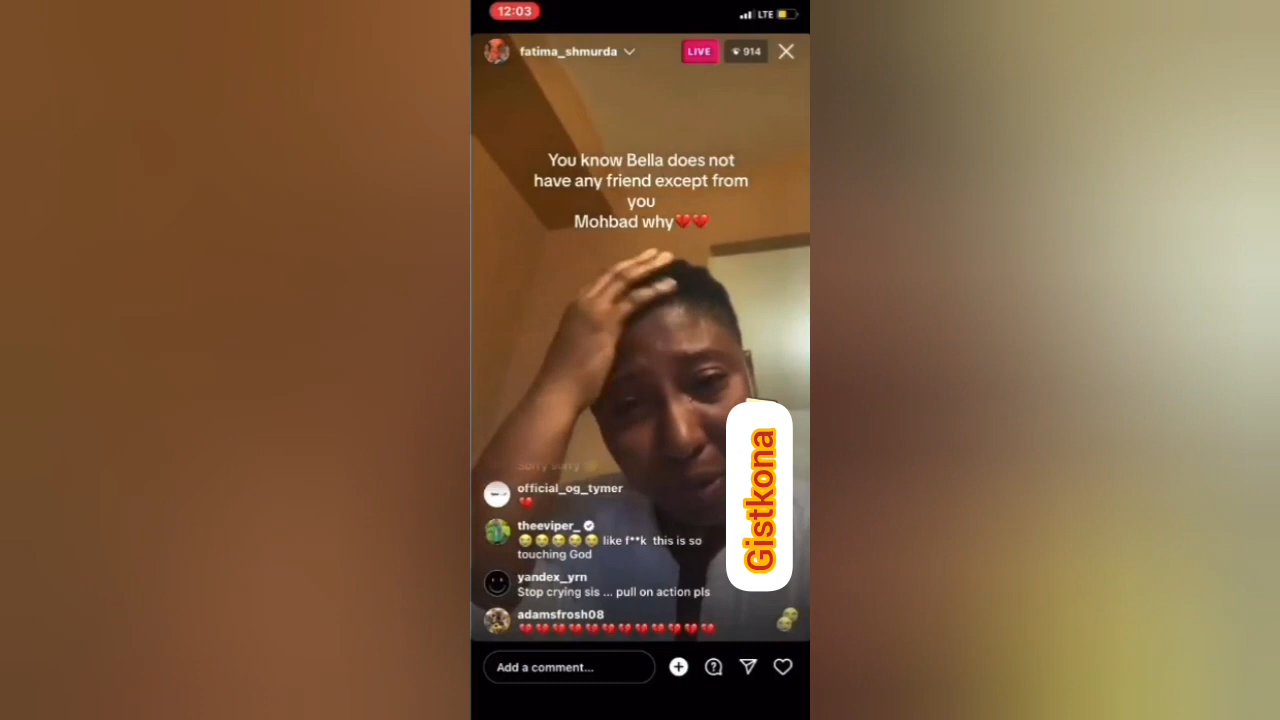 12:03
LTE
fatima_shmurda
LIVE
914
You know Bella does not
have any friend except from
you
Mohbad why💔💔
Sorry sorry
official_og_tymer
💔
theeviper_
😭😭😭😭😭 like f**k this is so
touching God
yandex_yrn
Stop crying sis ... pull on action pls
adamsfrosh08
💔💔💔💔💔💔💔💔💔💔💔💔
Add a comment...
Gistkona